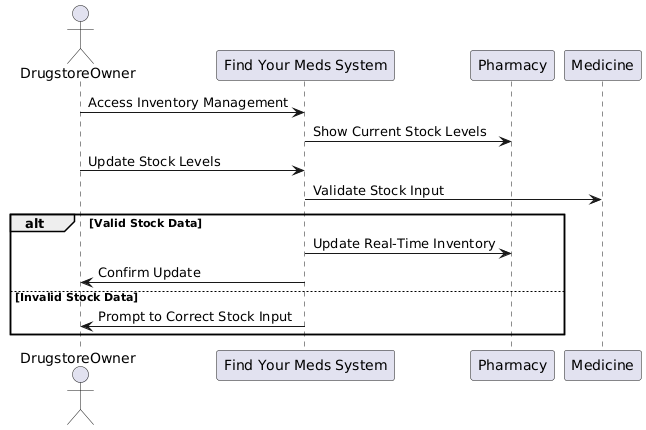 DrugstoreOwner
Find Your Meds System
Pharmacy
Medicine
Access Inventory Management
Show Current Stock Levels
Update Stock Levels
Validate Stock Input
alt
[Valid Stock Data]
Update Real-Time Inventory
Confirm Update
[Invalid Stock Data]
Prompt to Correct Stock Input
DrugstoreOwner
Find Your Meds System
Pharmacy
Medicine